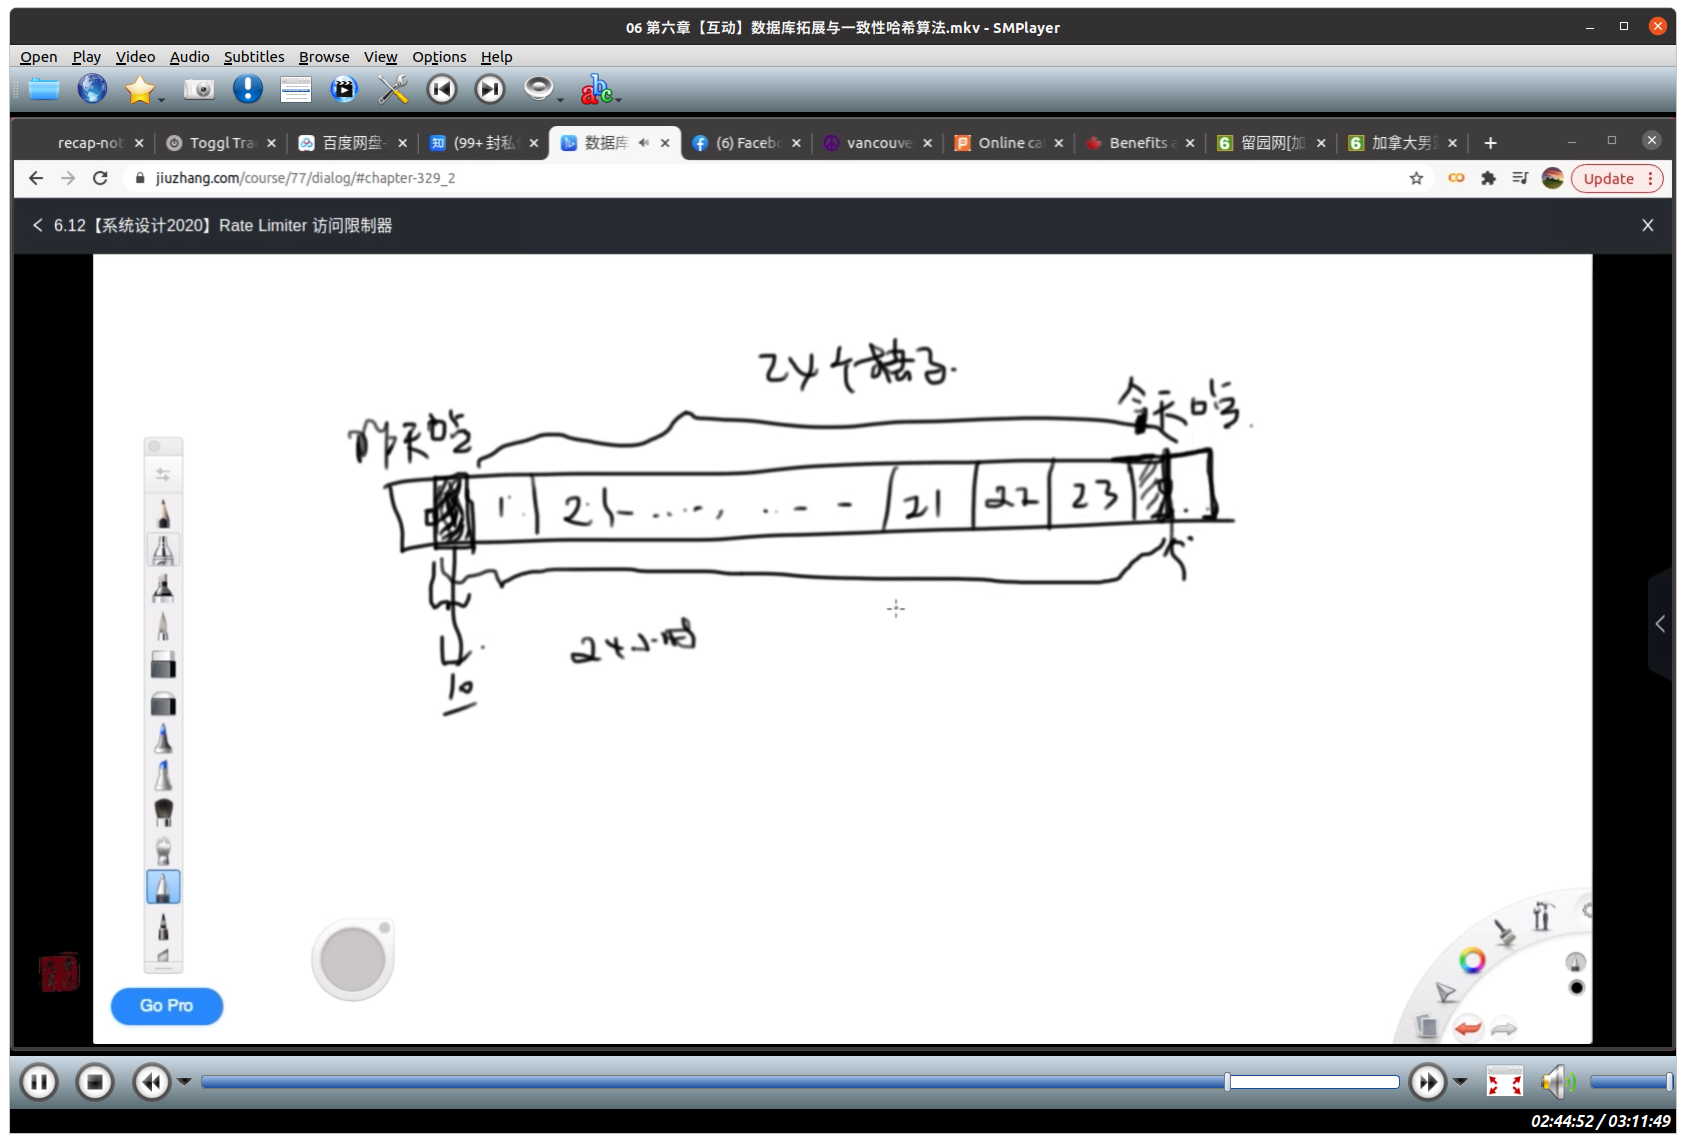 06 第六章【互动】数据库拓展与一致性哈希算法.mkv - SMPlayer
Open Play Video Audio Subtitles Browse View Options Help
abc
recap-not Toggl Tra 百度网盘- 知 (99+ 封私 数据库 (6) Facebo vancouve Online ca Benefits a 6 留园网[加 6 加拿大男
jiuzhang.com/course/77/dialog/#chapter-329_2 Update
6.12【系统设计2020】Rate Limiter 访问限制器
24个格子.
昨天 今天
1 2 21 22 23
24小时
10
Go Pro
02:44:52 / 03:11:49